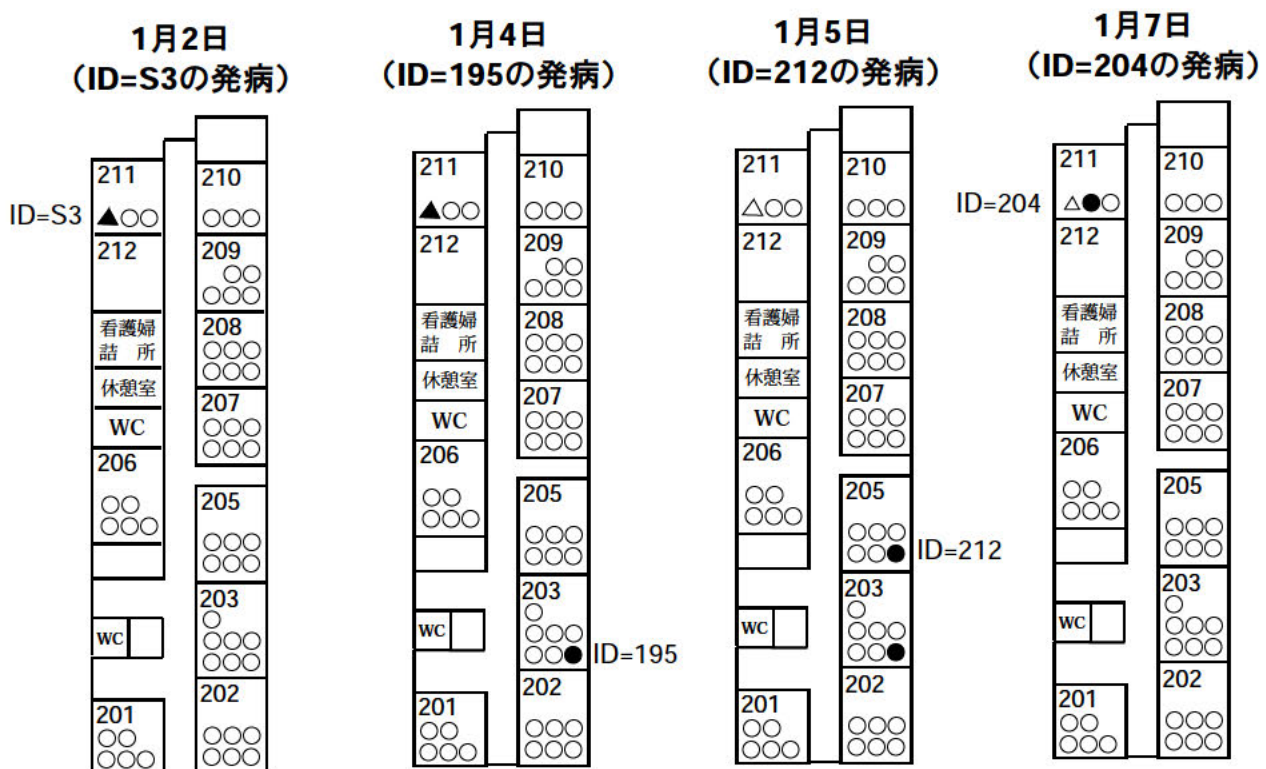 1月2日
（ID=S3の発病）
211
210
ID=S3
212
209
看護婦
詰 所
208
休憩室
207
WC
206
205
203
WC
202
201
1月4日
（ID=195の発病）
211
210
212
209
看護婦
詰 所
208
休憩室
207
WC
206
205
203
WC
ID=195
202
201
1月5日
（ID=212の発病）
211
210
212
209
看護婦
詰 所
208
休憩室
207
WC
206
205
ID=212
203
WC
202
201
1月7日
（ID=204の発病）
211
210
ID=204
212
209
看護婦
詰 所
208
休憩室
207
WC
206
205
203
WC
202
201